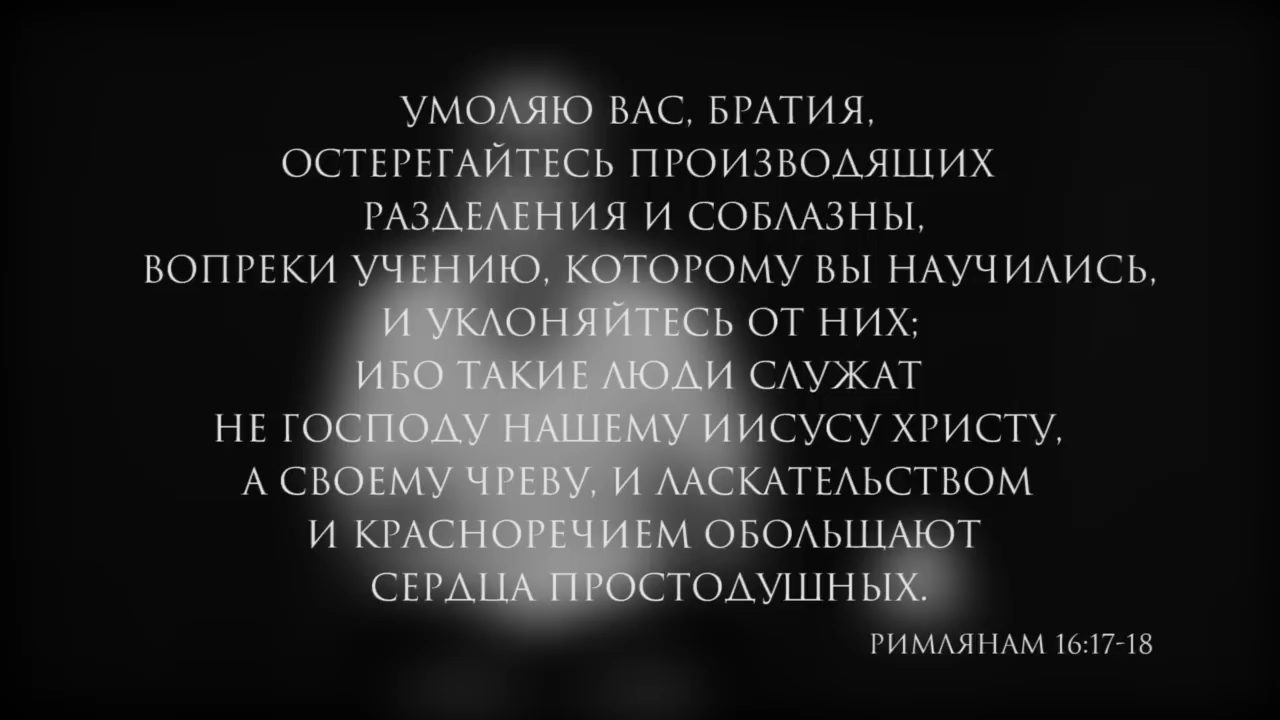 УМОЛЯЮ ВАС, БРАТИЯ,
ОСТЕРЕГАЙТЕСЬ ПРОИЗВОДЯЩИХ
РАЗДЕЛЕНИЯ И СОБЛАЗНЫ,
ВОПРЕКИ УЧЕНИЮ, КОТОРОМУ ВЫ НАУЧИЛИСЬ,
И УКЛОНЯЙТЕСЬ ОТ НИХ;
ИБО ТАКИЕ ЛЮДИ СЛУЖАТ
НЕ ГОСПОДУ НАШЕМУ ИИСУСУ ХРИСТУ,
А СВОЕМУ ЧРЕВУ, И ЛАСКАТЕЛЬСТВОМ
И КРАСНОРЕЧИЕМ ОБОЛЬЩАЮТ
СЕРДЦА ПРОСТОДУШНЫХ.
РИМЛЯНАМ 16:17-18